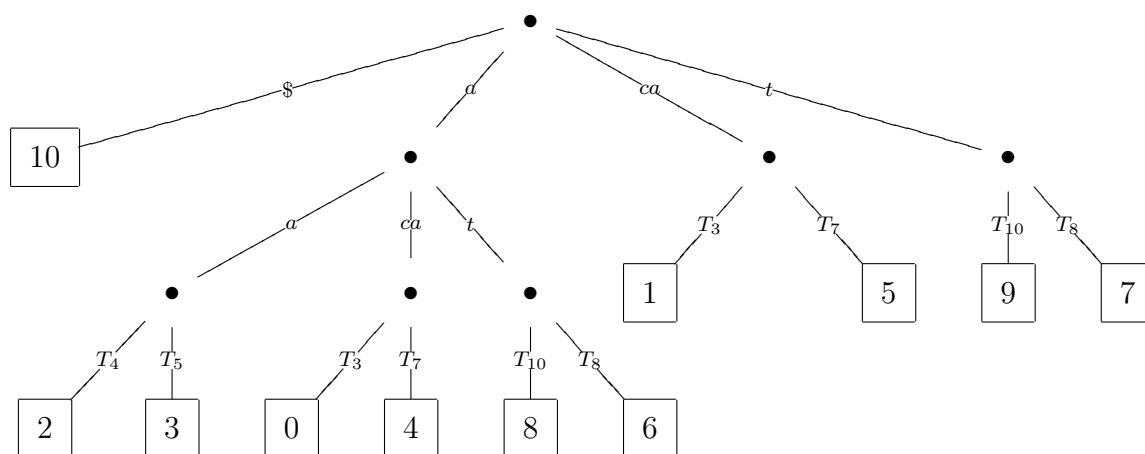 $ a ca t
10
a ca t T₃ T₇ T₁₀ T₈
1 5 9 7
T₄ T₅ T₃ T₇ T₁₀ T₈
2 3 0 4 8 6